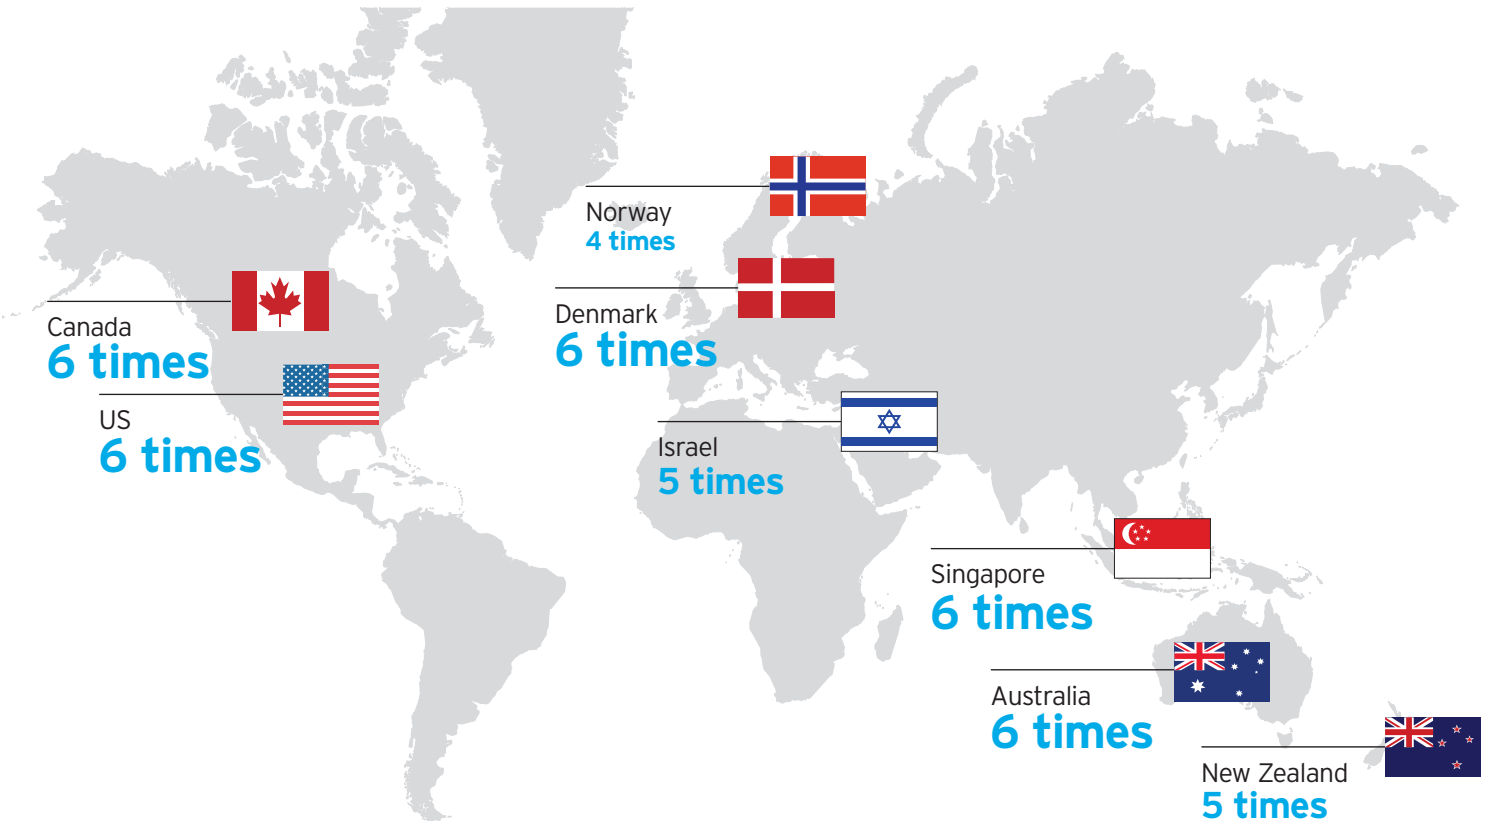 Norway
4 times
Canada
6 times
Denmark
6 times
US
6 times
Israel
5 times
Singapore
6 times
Australia
6 times
New Zealand
5 times